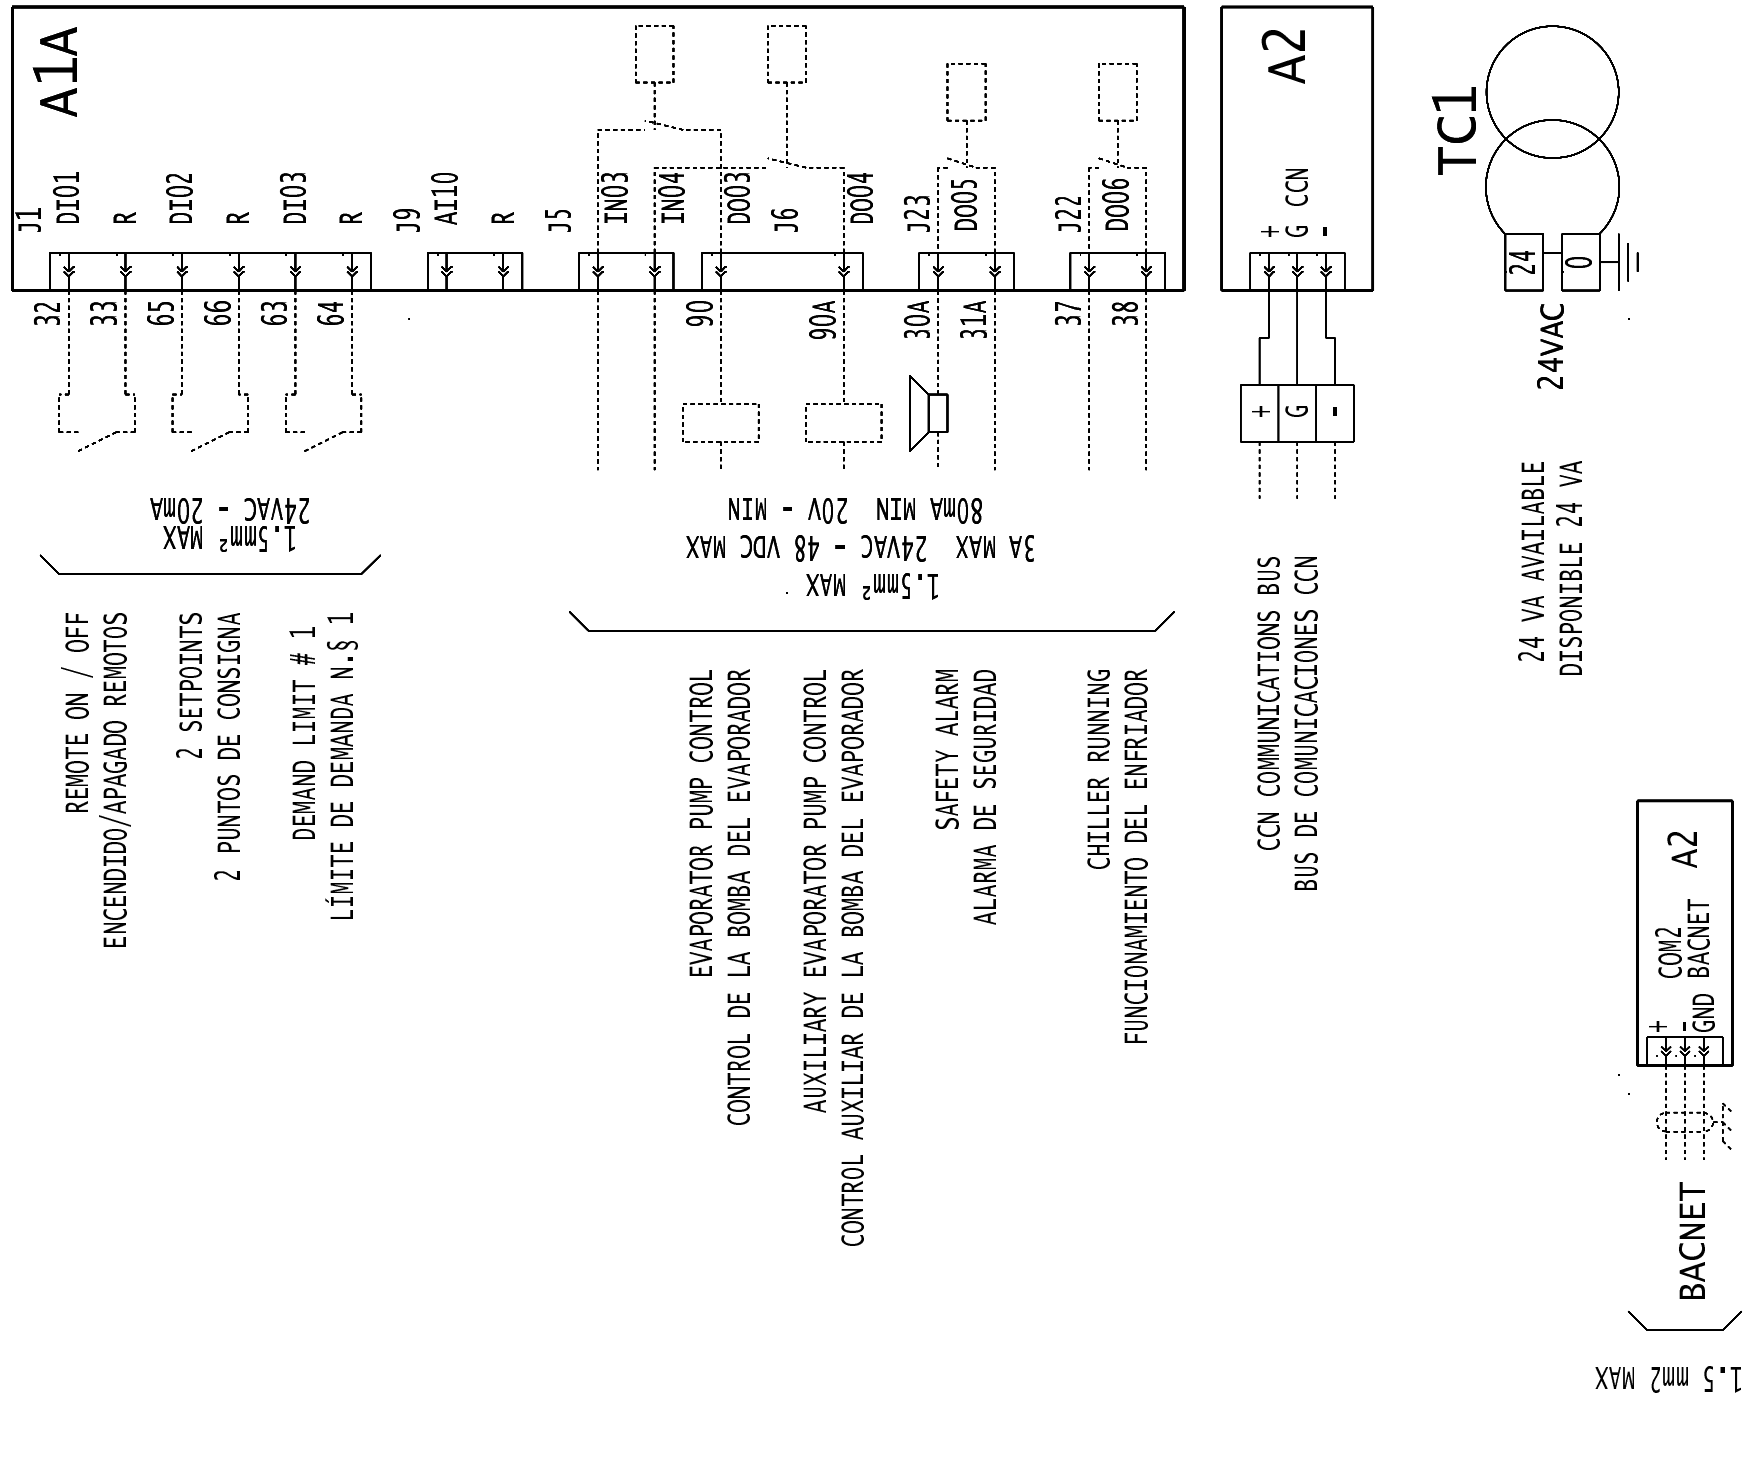 A1A
J1
DI01
R
DI02
R
DI03
R
J9
AI10
R
J5
IN03
IN04
DO03
J6
DO04
J23
DO05
J22
DO06
32
33
65
66
63
64
90
90A
30A
31A
37
38
24VAC - 20mA
1.5mm² MAX
80mA MIN 20V - MIN
3A MAX 24VAC - 48 VDC MAX
1.5mm² MAX
REMOTE ON / OFF
ENCENDIDO/APAGADO REMOTOS
2 SETPOINTS
2 PUNTOS DE CONSIGNA
DEMAND LIMIT # 1
LÍMITE DE DEMANDA N.§ 1
EVAPORATOR PUMP CONTROL
CONTROL DE LA BOMBA DEL EVAPORADOR
AUXILIARY EVAPORATOR PUMP CONTROL
CONTROL AUXILIAR DE LA BOMBA DEL EVAPORADOR
SAFETY ALARM
ALARMA DE SEGURIDAD
CHILLER RUNNING
FUNCIONAMIENTO DEL ENFRIADOR
A2
+
G CCN
-
+
G
-
CCN COMMUNICATIONS BUS
BUS DE COMUNICACIONES CCN
TC1
24
0
24VAC
24 VA AVAILABLE
DISPONIBLE 24 VA
A2
+ COM2
-
GND BACNET
BACNET
1.5 mm2 MAX